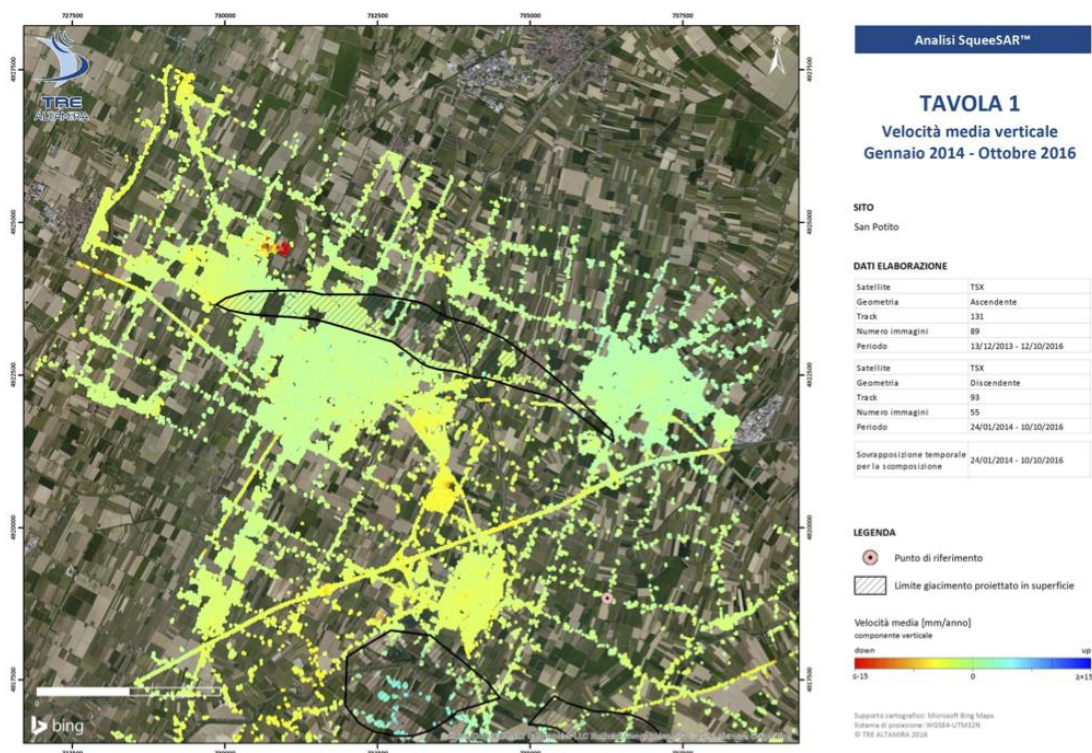 727500
730000
732500
735000
737500
4927500
4925000
4922500
4920000
4917500
N
TRE
ALTAMIRA
bing
Analisi SqueeSAR™
TAVOLA 1
Velocità media verticale
Gennaio 2014 - Ottobre 2016
SITO
San Potito
DATI ELABORAZIONE
Satellite TSX
Geometria Ascendente
Track 131
Numero immagini 89
Periodo 13/12/2013 - 12/10/2016
Satellite TSX
Geometria Discendente
Track 93
Numero immagini 55
Periodo 24/01/2014 - 10/10/2016
Sovrapposizione temporale
per la scomposizione 24/01/2014 - 10/10/2016
LEGENDA
Punto di riferimento
Limite giacimento proiettato in superficie
Velocità media [mm/anno]
componente verticale
down up
≤-15 0 ≥+15
Supporto cartografico: Microsoft Bing Maps
Sistema di proiezione: WGS84-UTM32N
© TRE ALTAMIRA 2016